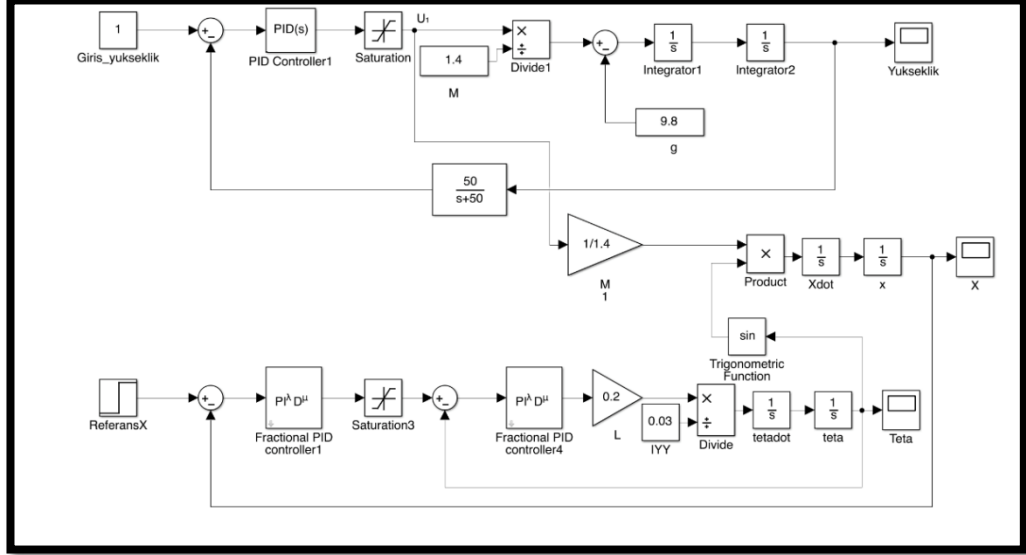 1
Giris_yukseklik
+
-
PID(s)
PID Controller1
Saturation
U₁
1.4
M
×
÷
Divide1
+
-
1
s
Integrator1
1
s
Integrator2
Yukseklik
9.8
g
50
s+50
1/1.4
M
1
×
Product
1
s
Xdot
1
s
x
X
sin
Trigonometric
Function
ReferansX
+
-
PI^λ D^μ
Fractional PID
controller1
Saturation3
+
-
PI^λ D^μ
Fractional PID
controller4
0.2
L
0.03
IYY
×
÷
Divide
1
s
tetadot
1
s
teta
Teta